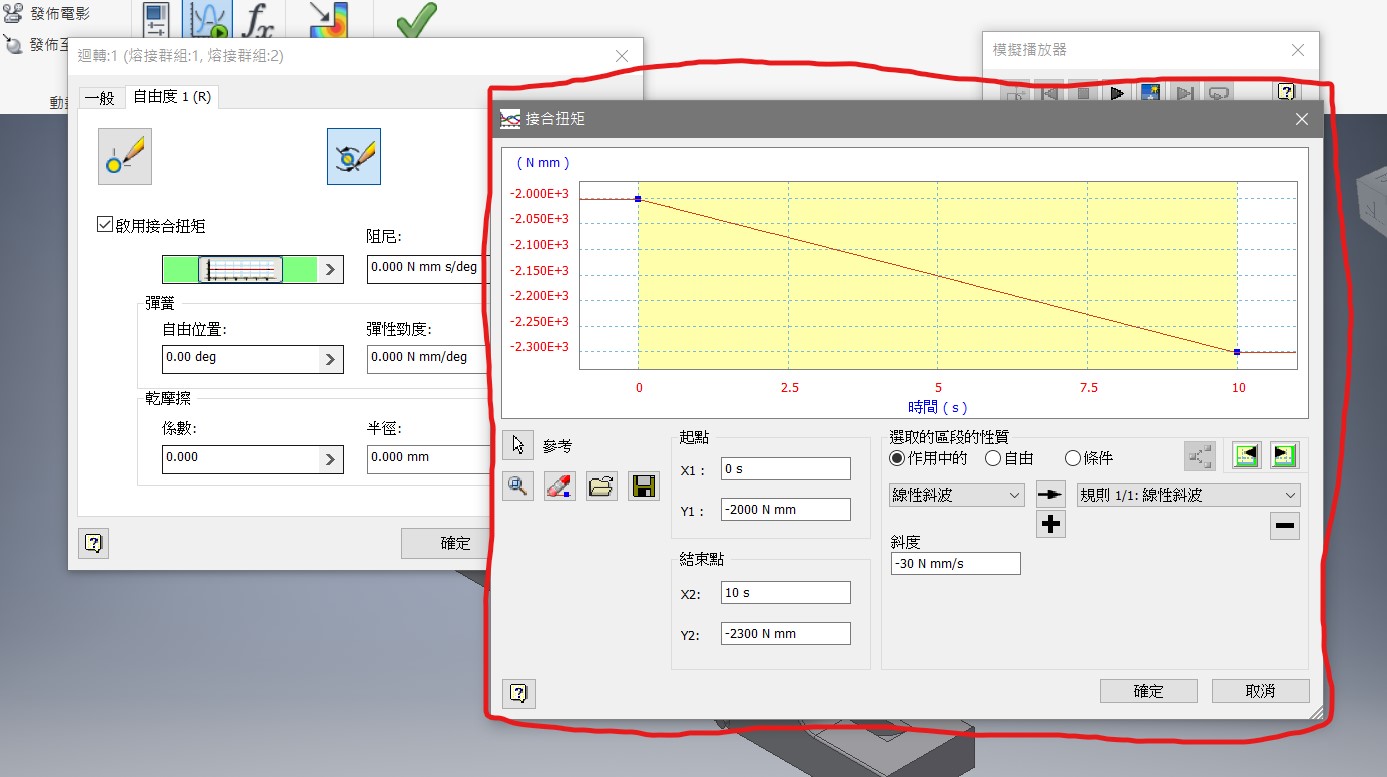 發佈電影
發佈至
動畫
fx
迴轉:1 (熔接群組:1, 熔接群組:2)
模擬播放器
一般
自由度 1 (R)
接合扭矩
( N mm )
-2.000E+3
-2.050E+3
-2.100E+3
-2.150E+3
-2.200E+3
-2.250E+3
-2.300E+3
0
2.5
5
7.5
10
時間 ( s )
啟用接合扭矩
阻尼:
0.000 N mm s/deg
彈簧
自由位置:
彈性勁度:
0.00 deg
0.000 N mm/deg
乾摩擦
係數:
半徑:
0.000
0.000 mm
確定
參考
起點
X1 :
0 s
Y1 :
-2000 N mm
結束點
X2:
10 s
Y2:
-2300 N mm
選取的區段的性質
作用中的
自由
條件
線性斜波
規則 1/1: 線性斜波
斜度
-30 N mm/s
確定
取消